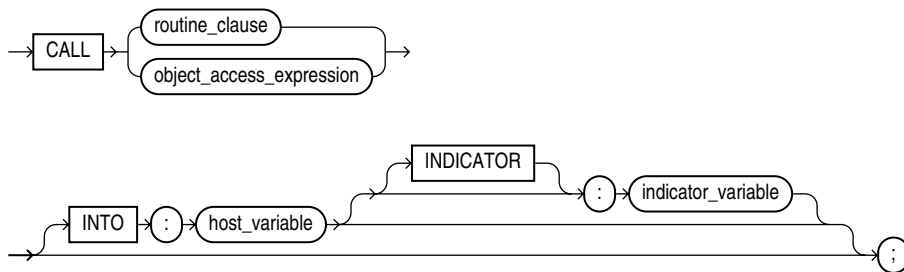 CALL
routine_clause
object_access_expression
INTO : host_variable
INDICATOR
: indicator_variable
;